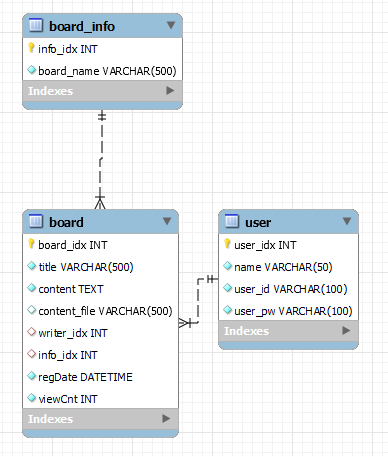 board_info
info_idx INT
board_name VARCHAR(500)
Indexes
board
board_idx INT
title VARCHAR(500)
content TEXT
content_file VARCHAR(500)
writer_idx INT
info_idx INT
regDate DATETIME
viewCnt INT
Indexes
user
user_idx INT
name VARCHAR(50)
user_id VARCHAR(100)
user_pw VARCHAR(100)
Indexes